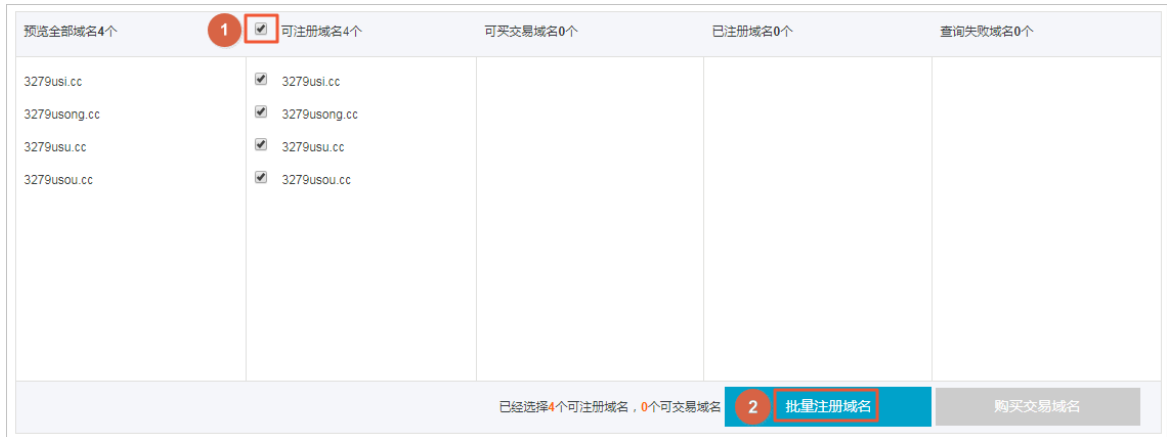 预览全部域名4个 1 可注册域名4个 可买交易域名0个 已注册域名0个 查询失败域名0个
3279usi.cc 3279usi.cc
3279usong.cc 3279usong.cc
3279usu.cc 3279usu.cc
3279usou.cc 3279usou.cc
已经选择4个可注册域名，0个可交易域名 2 批量注册域名 购买交易域名